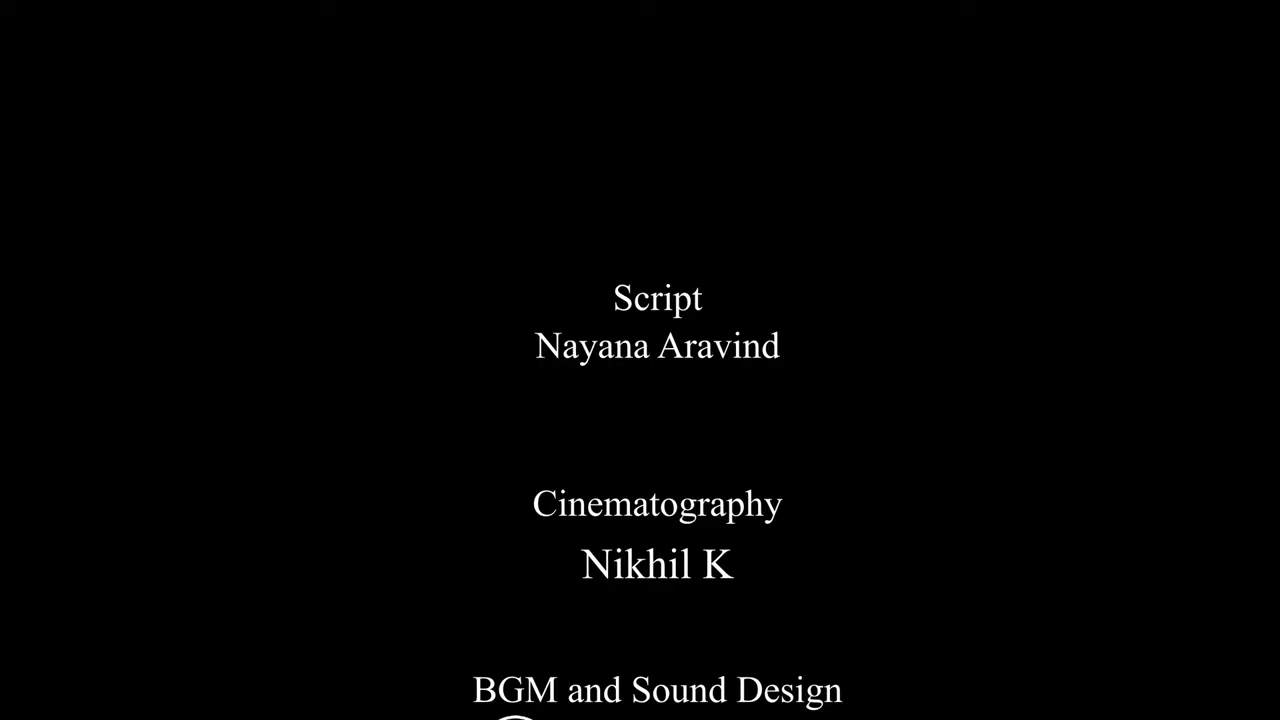 Script
Nayana Aravind
Cinematography
Nikhil K
BGM and Sound Design